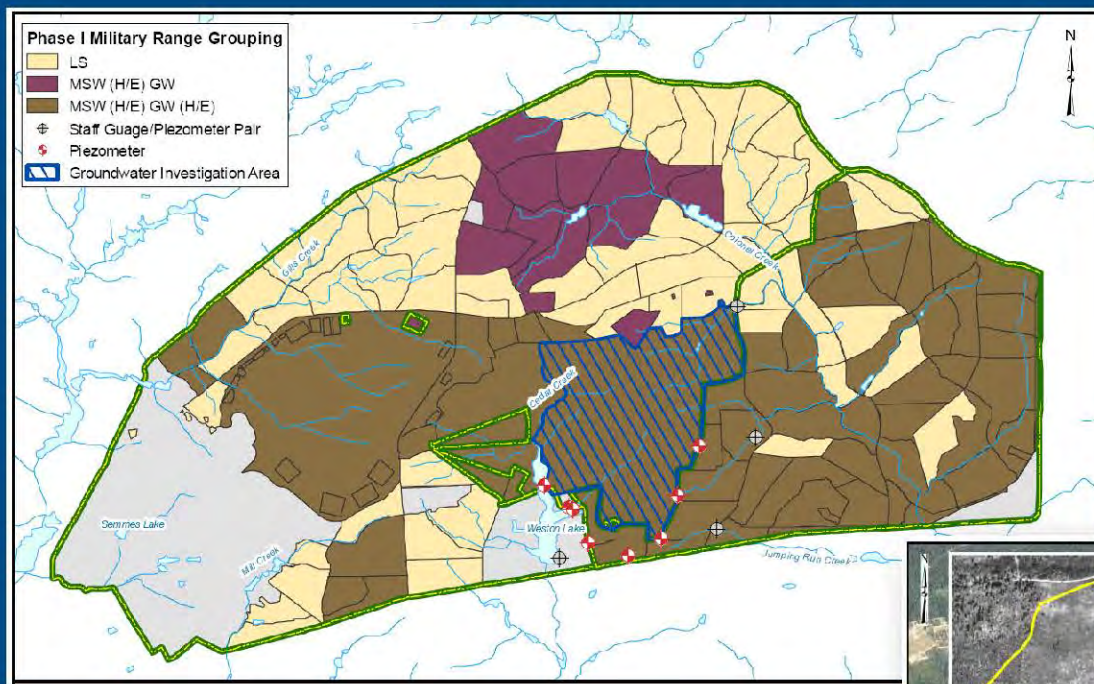 Phase I Military Range Grouping
LS
MSW (H/E) GW
MSW (H/E) GW (H/E)
Staff Guage/Piezometer Pair
Piezometer
Groundwater Investigation Area
N
Gills Creek
Colonel Creek
Cedar Creek
Semmes Lake
Weston Lake
Mill Creek
Jumping Run Creek